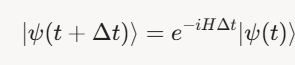 |ψ(t + Δt)⟩ = e^{−iHΔt}|ψ(t)⟩